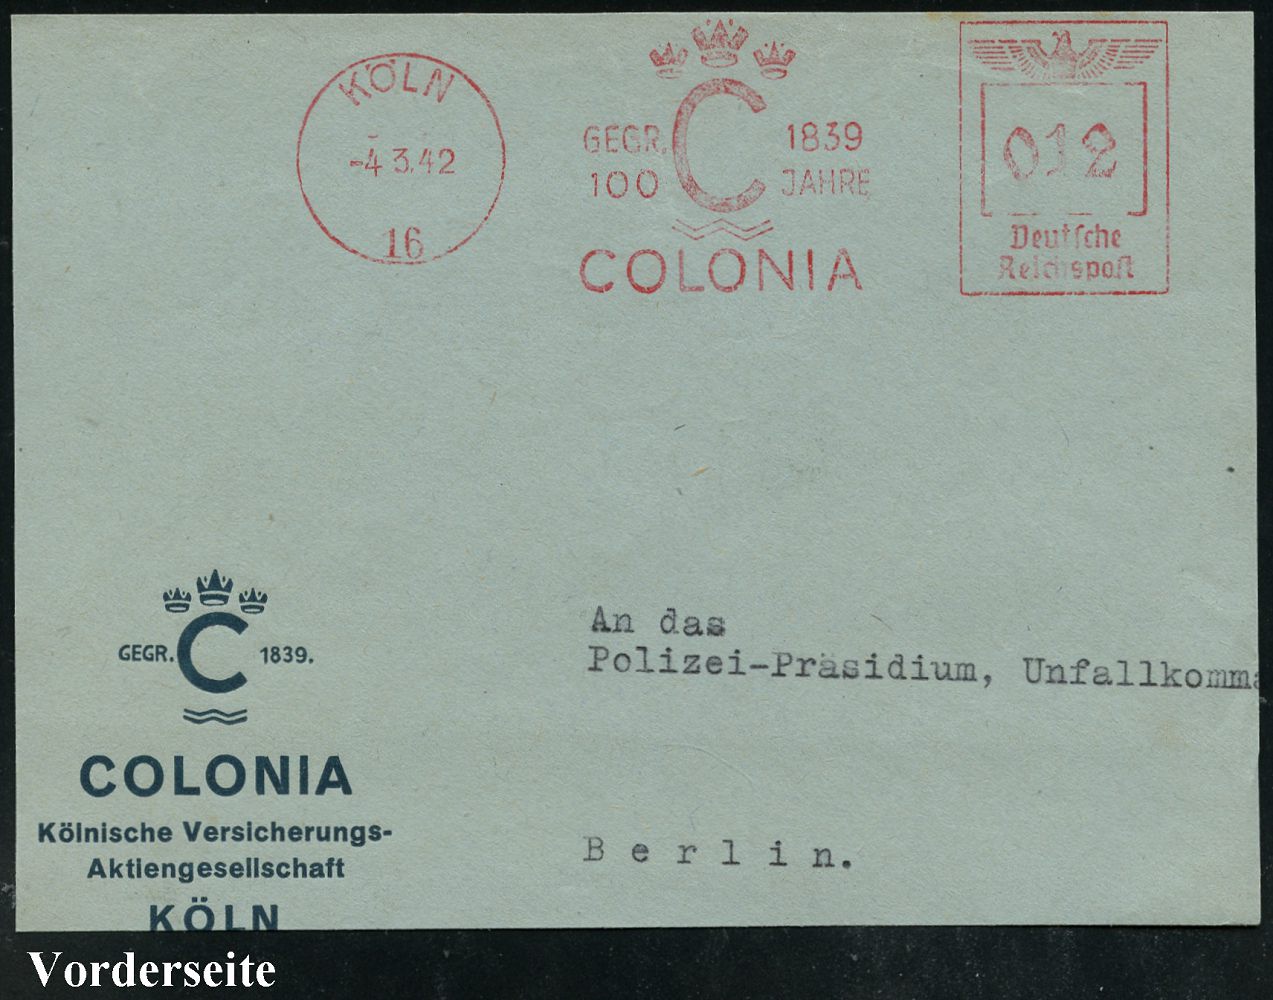 KÖLN
-4 3.42
16
GEGR. C 1839
100 JAHRE
COLONIA
012
Deutsche
Reichspost
GEGR. C 1839.
COLONIA
Kölnische Versicherungs-
Aktiengesellschaft
KÖLN
An das
Polizei-Präsidium, Unfallkomma
B e r l i n.
Vorderseite